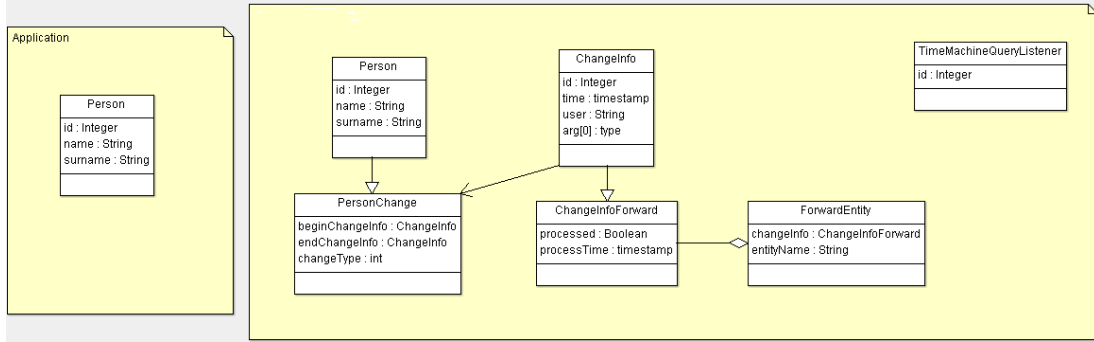 Application
Person
id : Integer
name : String
surname : String
Person
id : Integer
name : String
surname : String
ChangeInfo
id : Integer
time : timestamp
user : String
arg[0] : type
TimeMachineQueryListener
id : Integer
PersonChange
beginChangeInfo : ChangeInfo
endChangeInfo : ChangeInfo
changeType : int
ChangeInfoForward
processed : Boolean
processTime : timestamp
ForwardEntity
changeInfo : ChangeInfoForward
entityName : String